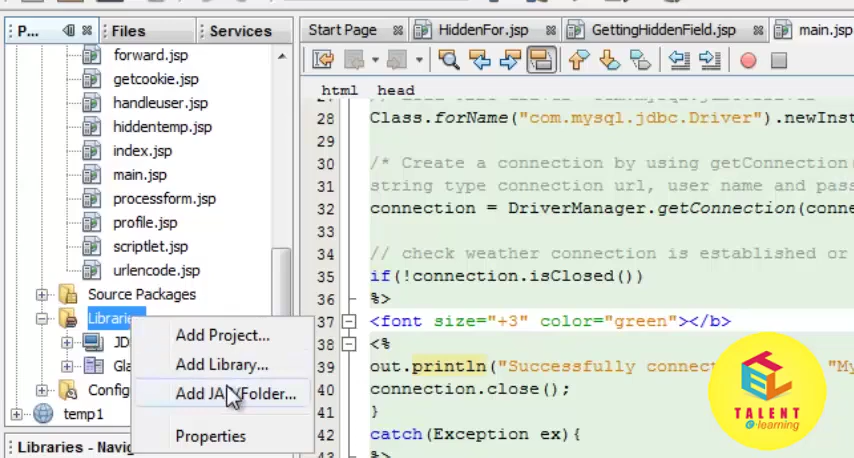 P...
Files
Services
Start Page
HiddenFor.jsp
GettingHiddenField.jsp
main.jsp
html head
forward.jsp
getcookie.jsp
handleuser.jsp
hiddentemp.jsp
index.jsp
main.jsp
processform.jsp
profile.jsp
scriptlet.jsp
urlencode.jsp
Source Packages
Libraries
JD
Gla
Config
temp1
Libraries - Navig
Add Project...
Add Library...
Add JAR/Folder...
Properties
28 Class.forName("com.mysql.jdbc.Driver").newInst
29
30 /* Create a connection by using getConnection(
31 string type connection url, user name and pass
32 connection = DriverManager.getConnection(conne
33
34 // check weather connection is established or
35 if(!connection.isClosed())
36 %>
37 <font size="+3" color="green"></b>
38 <%
39 out.println("Successfully connec "My
40 connection.close();
41 }
42 catch(Exception ex){
43 %>
TEL
TALENT
e-learning